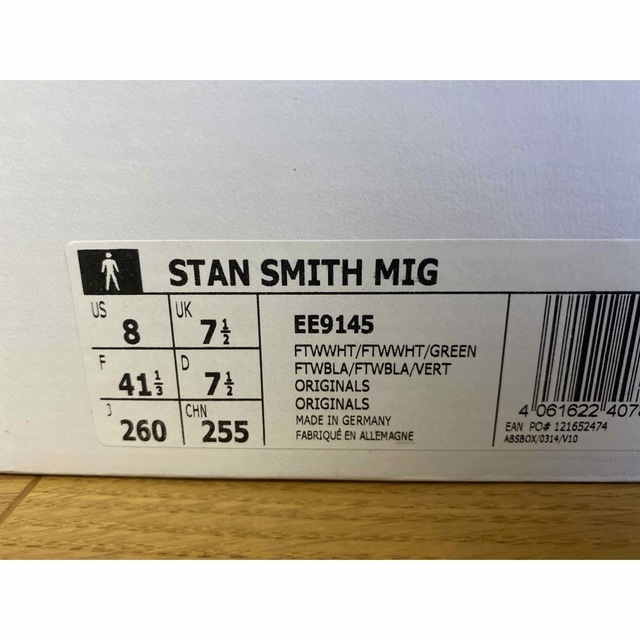 STAN SMITH MIG
US 8 UK 7½
F 41⅓ D 7½
J 260 CHN 255
EE9145
FTWWHT/FTWWHT/GREEN
FTWBLA/FTWBLA/VERT
ORIGINALS
ORIGINALS
MADE IN GERMANY
FABRIQUÉ EN ALLEMAGNE
4 061622 407
EAN PO# 121652474
ABSBOX/0314/V10